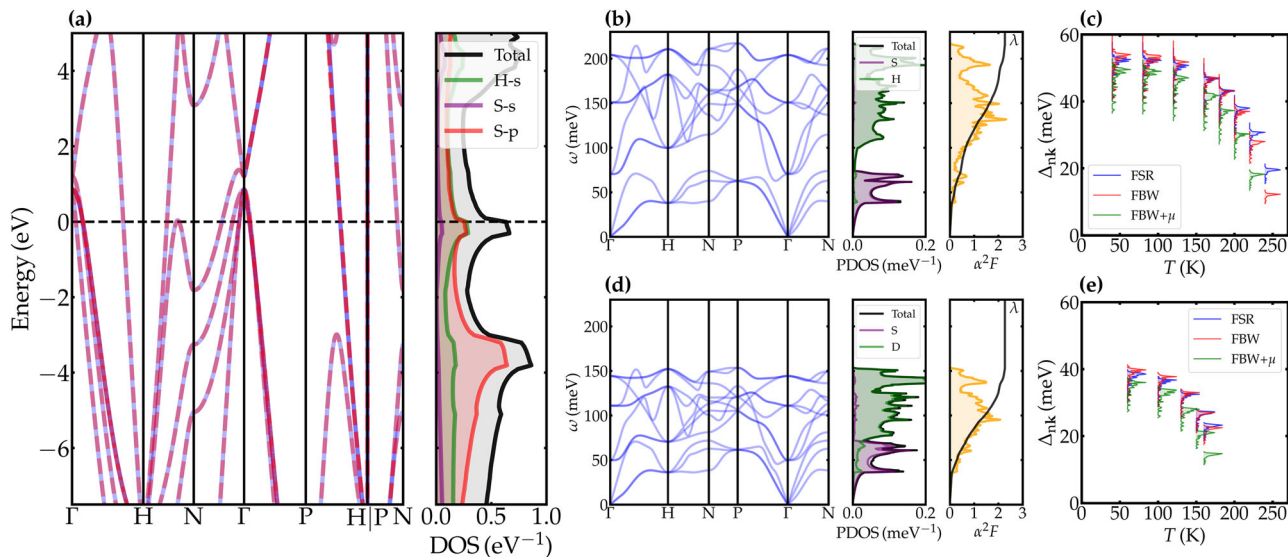 (a)
Energy (eV)
4
2
0
−2
−4
−6
Γ
H
N
Γ
P
H|P
N
Total
H-s
S-s
S-p
0.0
0.5
1.0
DOS (eV⁻¹)
(b)
ω (meV)
200
150
100
50
0
Γ
H
N
P
Γ
N
Total
S
H
0.0
0.2
PDOS (meV⁻¹)
λ
0
1
2
3
α²F
(c)
Δnk (meV)
60
40
20
0
FSR
FBW
FBW+μ
0
50
100
150
200
250
T (K)
(d)
ω (meV)
200
150
100
50
0
Γ
H
N
P
Γ
N
Total
S
D
0.0
0.2
PDOS (meV⁻¹)
λ
0
1
2
3
α²F
(e)
Δnk (meV)
60
40
20
0
FSR
FBW
FBW+μ
0
50
100
150
200
250
T (K)